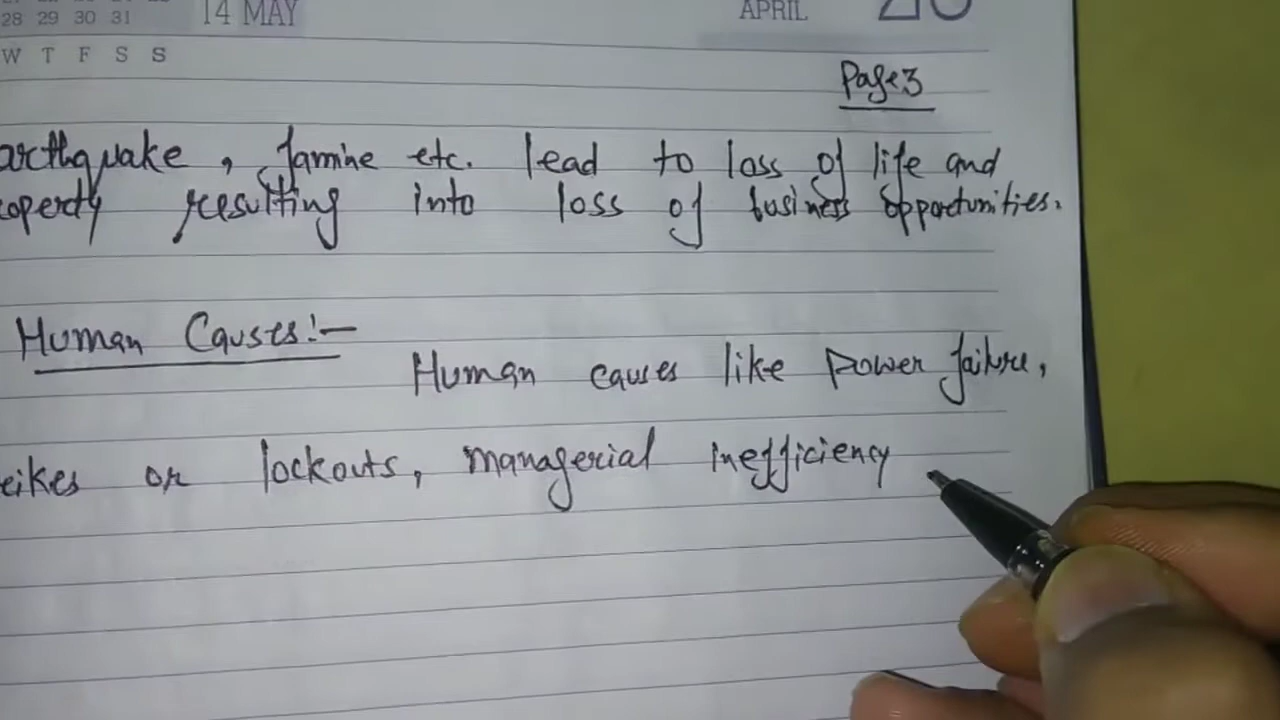 28 29 30 31 14 MAY APRIL
W T F S S
Page 3
arthquake, famine etc. lead to loss of life and
operty resulting into loss of business opportunities.
Human Causes:-
Human causes like Power failure,
rikes or lockouts, managerial inefficiency